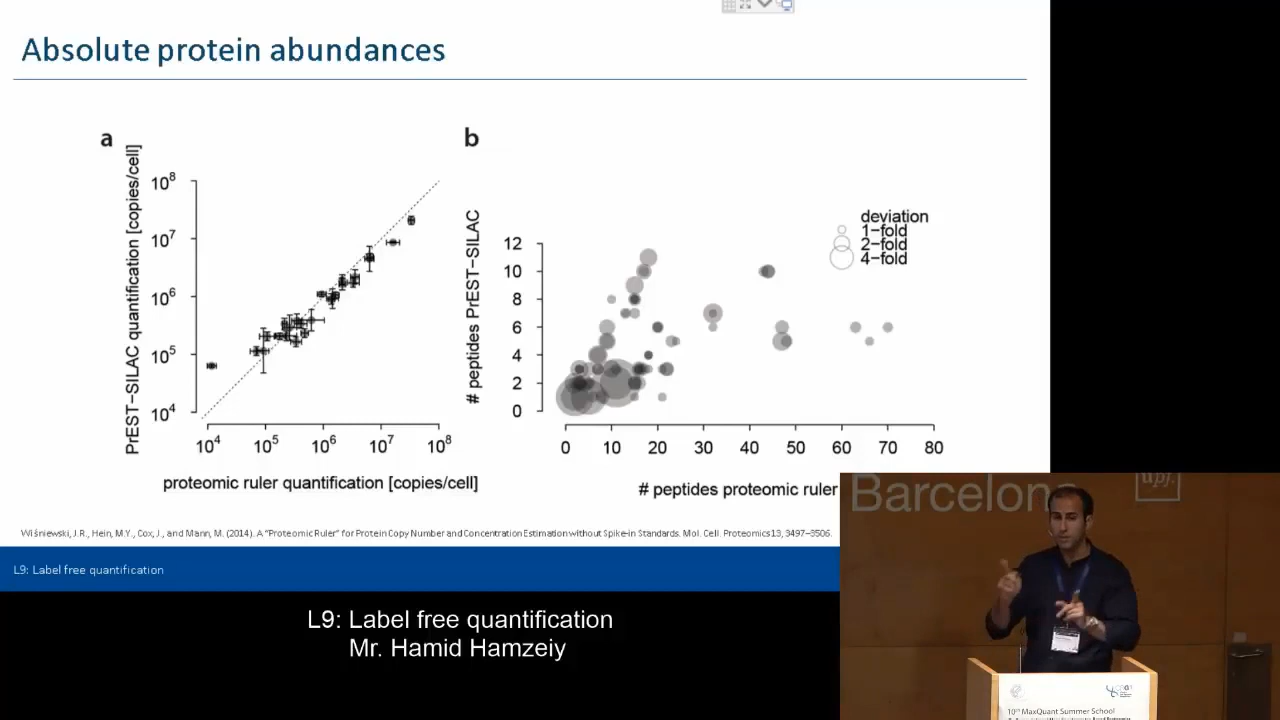 Absolute protein abundances
a
PrEST−SILAC quantification [copies/cell]
10^8
10^7
10^6
10^5
10^4
10^4 10^5 10^6 10^7 10^8
proteomic ruler quantification [copies/cell]
b
# peptides PrEST−SILAC
12
10
8
6
4
2
0
0 10 20 30 40 50 60 70 80
# peptides proteomic ruler
deviation
1−fold
2−fold
4−fold
Wiśniewski, J.R., Hein, M.Y., Cox, J., and Mann, M. (2014). A "Proteomic Ruler" for Protein Copy Number and Concentration Estimation without Spike-in Standards. Mol. Cell. Proteomics 13, 3497–3506.
L9: Label free quantification
L9: Label free quantification
Mr. Hamid Hamzeiy
Barcelona
upf.
10th MaxQuant Summer School